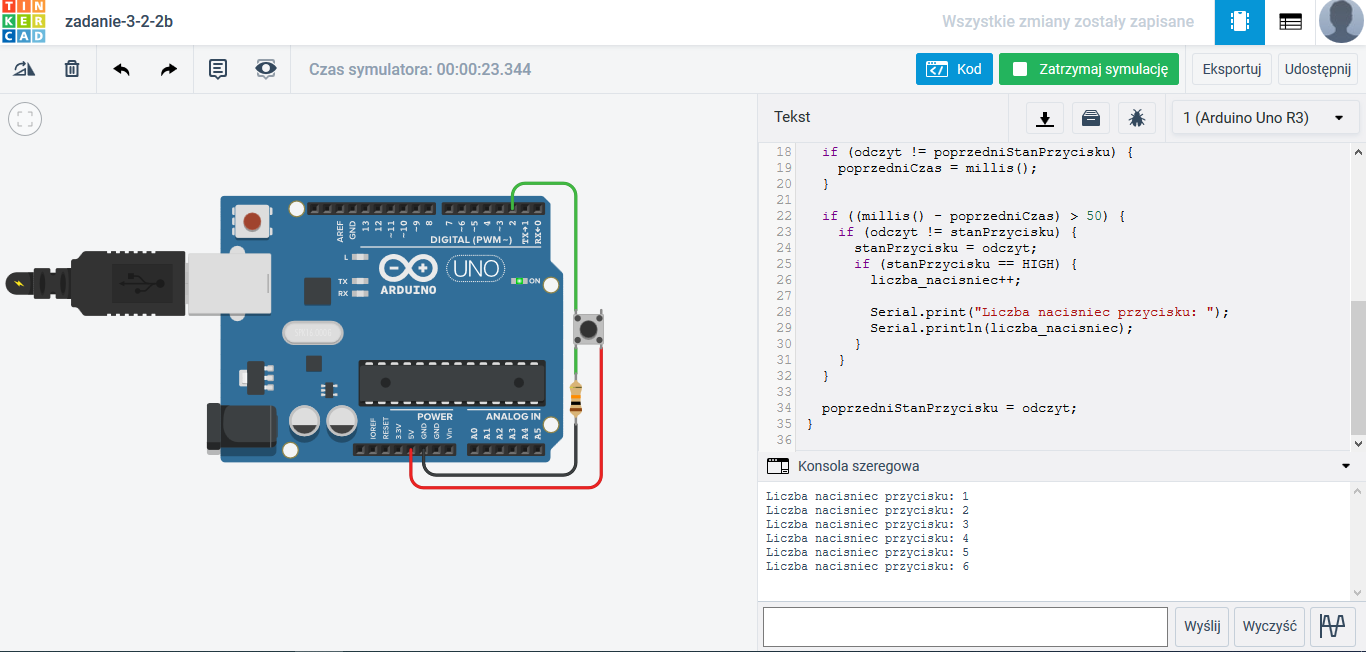 TIN
KER
CAD
zadanie-3-2-2b
Wszystkie zmiany zostały zapisane
Czas symulatora: 00:00:23.344
Kod
Zatrzymaj symulację
Eksportuj
Udostępnij
Tekst
1 (Arduino Uno R3)
AREF
GND
13
12
~11
~10
~9
8
7
~6
~5
4
~3
2
TX→1
RX←0
DIGITAL (PWM~)
L
TX
RX
ARDUINO
UNO
ON
POWER
ANALOG IN
IOREF
RESET
3.3V
5V
GND
GND
Vin
A0
A1
A2
A3
A4
A5
18 if (odczyt != poprzedniStanPrzycisku) {
19 poprzedniCzas = millis();
20 }
21
22 if ((millis() - poprzedniCzas) > 50) {
23 if (odczyt != stanPrzycisku) {
24 stanPrzycisku = odczyt;
25 if (stanPrzycisku == HIGH) {
26 liczba_nacisniec++;
27
28 Serial.print("Liczba nacisniec przycisku: ");
29 Serial.println(liczba_nacisniec);
30 }
31 }
32 }
33
34 poprzedniStanPrzycisku = odczyt;
35 }
36
Konsola szeregowa
Liczba nacisniec przycisku: 1
Liczba nacisniec przycisku: 2
Liczba nacisniec przycisku: 3
Liczba nacisniec przycisku: 4
Liczba nacisniec przycisku: 5
Liczba nacisniec przycisku: 6
Wyślij
Wyczyść